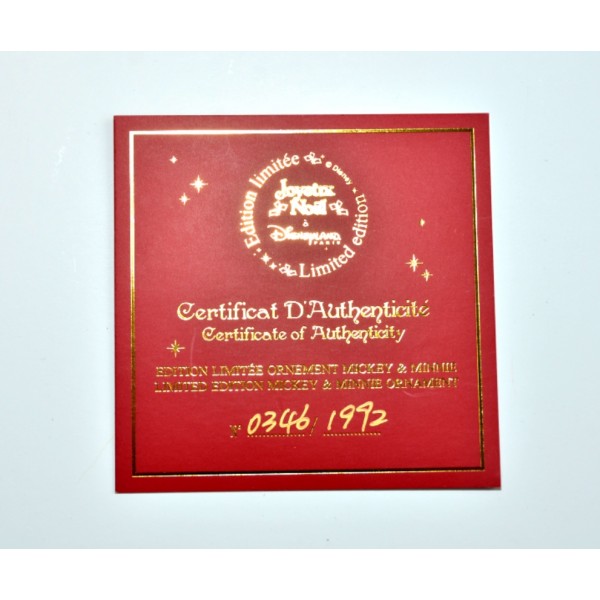 Edition limitée
© Disney
Joyeux
Noël
à
DISNEYLAND
PARIS
Limited edition
Certificat D'Authenticité
Certificate of Authenticity
EDITION LIMITÉE ORNEMENT MICKEY & MINNIE
LIMITED EDITION MICKEY & MINNIE ORNAMENT
N° 0346 / 1992